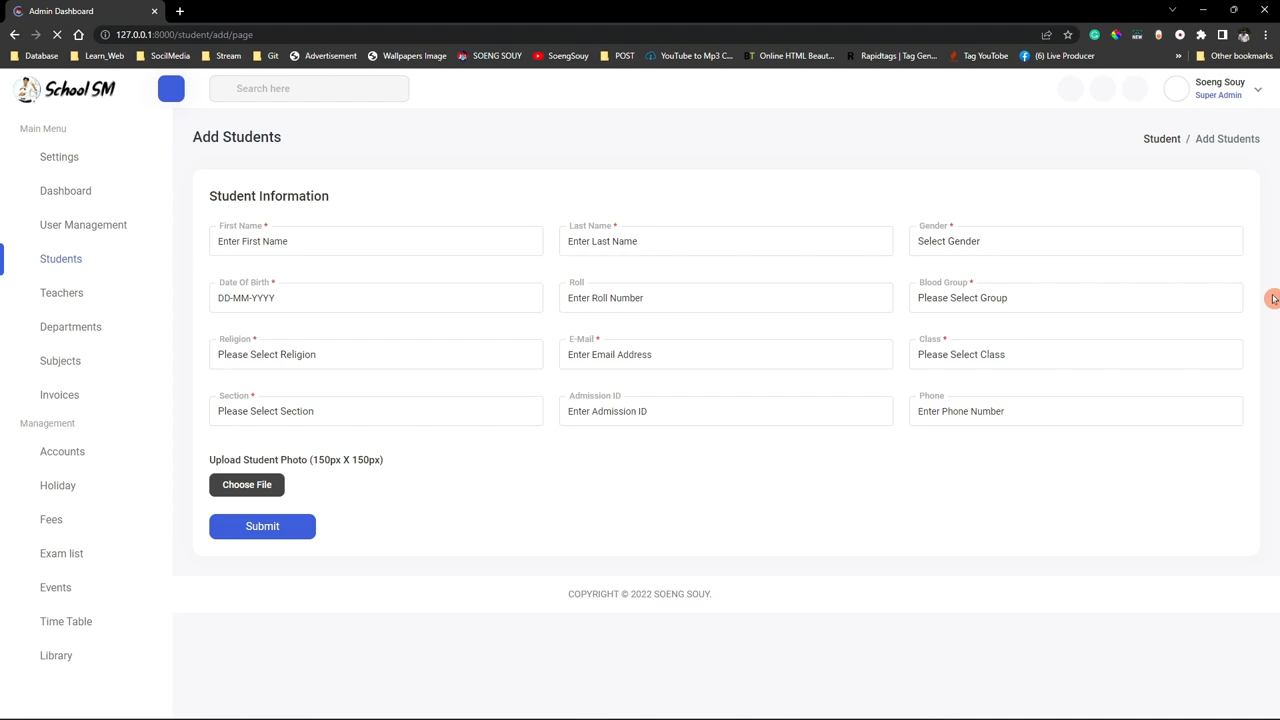 Admin Dashboard
127.0.0.1:8000/student/add/page
Database
Learn_Web
SocilMedia
Stream
Git
Advertisement
Wallpapes Image
SOENG SOUY
SoengSouy
POST
YouTube to Mp3 C...
Online HTML Beaut...
Rapidtags | Tag Gen...
Tag YouTube
(6) Live Producer
»
Other bookmarks
School SM
Search here
Soeng Souy
Super Admin
Main Menu
Settings
Dashboard
User Management
Students
Teachers
Departments
Subjects
Invoices
Management
Accounts
Holiday
Fees
Exam list
Events
Time Table
Library
Add Students
Student / Add Students
Student Information
First Name *
Enter First Name
Last Name *
Enter Last Name
Gender *
Select Gender
Date Of Birth *
DD-MM-YYYY
Roll
Enter Roll Number
Blood Group *
Please Select Group
Religion *
Please Select Religion
E-Mail *
Enter Email Address
Class *
Please Select Class
Section *
Please Select Section
Admission ID
Enter Admission ID
Phone
Enter Phone Number
Upload Student Photo (150px X 150px)
Choose File
Submit
COPYRIGHT © 2022 SOENG SOUY.